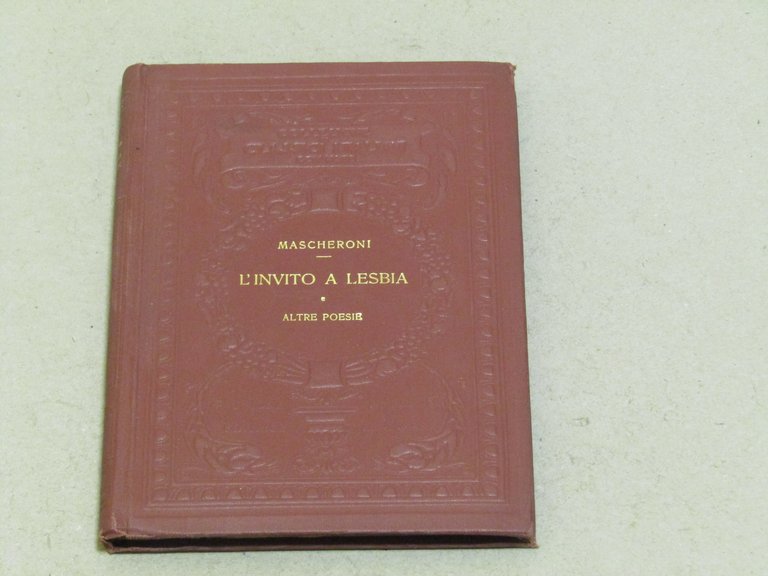 MASCHERONI
L'INVITO A LESBIA
e
ALTRE POESIE